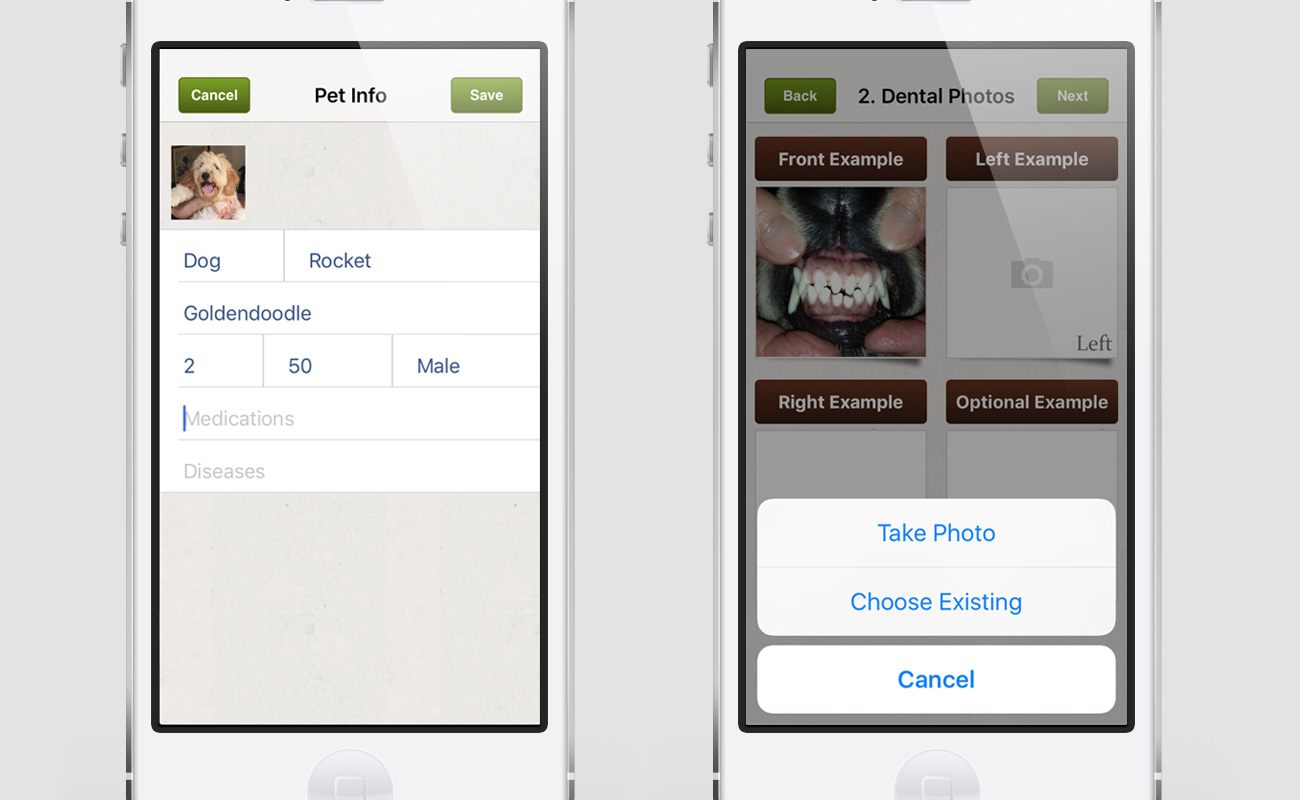 Cancel Pet Info Save
Dog Rocket
Goldendoodle
2 50 Male
Medications
Diseases
Back 2. Dental Photos Next
Front Example Left Example
Left
Right Example Optional Example
Take Photo
Choose Existing
Cancel